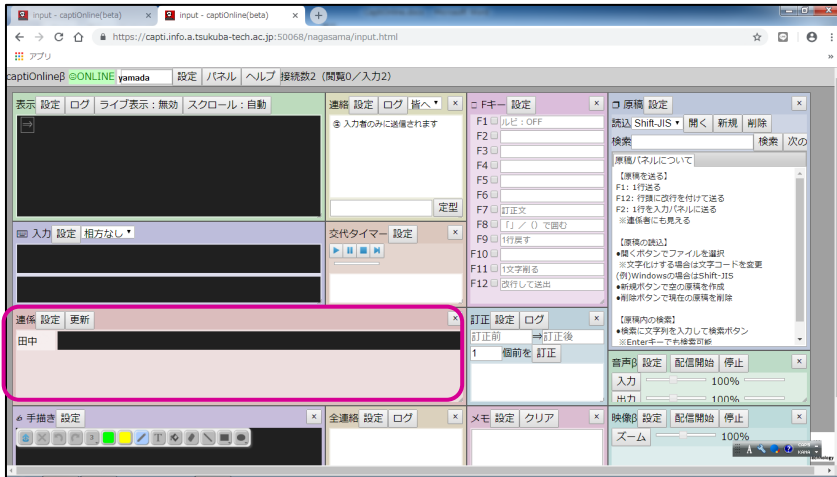 input - captiOnline(beta)
input - captiOnline(beta)
https://capti.info.a.tsukuba-tech.ac.jp:50068/nagasama/input.html
アプリ
captiOnlineβ ☺ONLINE yamada 設定 パネル ヘルプ 接続数2 (閲覧0／入力2)
表示 設定 ログ ライブ表示：無効 スクロール：自動
連絡 設定 ログ 皆へ
入力者のみに送信されます
定型
Fキー 設定
F1 ルビ：OFF
F2
F3
F4
F5
F6
F7 訂正文
F8 「」／（）で囲む
F9 1行戻す
F10
F11 1文字削る
F12 改行して送出
原稿 設定
読込 Shift-JIS 開く 新規 削除
検索 検索 次の
原稿パネルについて
【原稿を送る】
F1: 1行送る
F12: 行頭に改行を付けて送る
F2: 1行を入力パネルに送る
※連係者にも見える
【原稿の読込】
●開くボタンでファイルを選択
※文字化けする場合は文字コードを変更
(例)Windowsの場合はShift-JIS
●新規ボタンで空の原稿を作成
●削除ボタンで現在の原稿を削除
【原稿内の検索】
●検索に文字列を入力して検索ボタン
※Enterキーでも検索可能
入力 設定 相方なし
交代タイマー 設定
連係 設定 更新
田中
訂正 設定 ログ
訂正前 ⇒訂正後
1 個前を 訂正
音声β 設定 配信開始 停止
入力 100%
出力 100%
手描き 設定
全連絡 設定 ログ
メモ 設定 クリア
映像β 設定 配信開始 停止
ズーム 100%